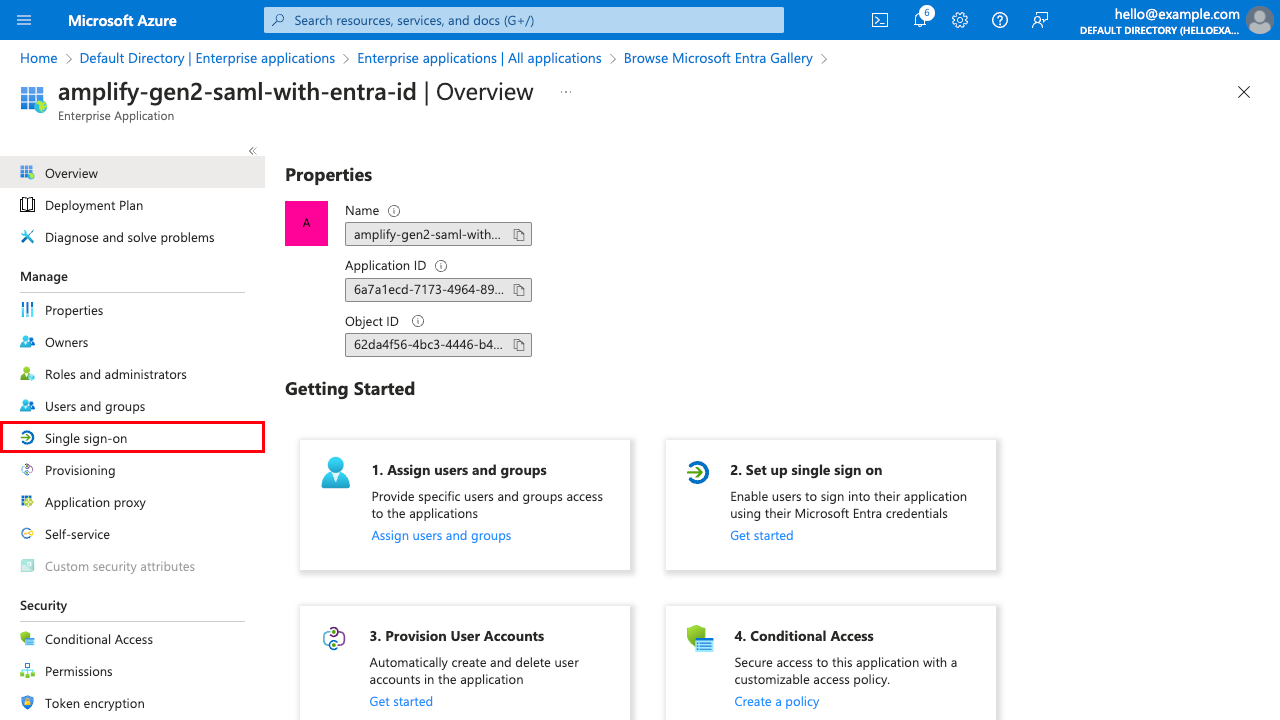 Microsoft Azure
Search resources, services, and docs (G+/)
6
hello@example.com
DEFAULT DIRECTORY (HELLOEXA...
Home
Default Directory | Enterprise applications
Enterprise applications | All applications
Browse Microsoft Entra Gallery
amplify-gen2-saml-with-entra-id | Overview
...
Enterprise Application
Overview
Deployment Plan
Diagnose and solve problems
Manage
Properties
Owners
Roles and administrators
Users and groups
Single sign-on
Provisioning
Application proxy
Self-service
Custom security attributes
Security
Conditional Access
Permissions
Token encryption
Properties
A
Name
amplify-gen2-saml-with...
Application ID
6a7a1ecd-7173-4964-89...
Object ID
62da4f56-4bc3-4446-b4...
Getting Started
1. Assign users and groups
Provide specific users and groups access
to the applications
Assign users and groups
2. Set up single sign on
Enable users to sign into their application
using their Microsoft Entra credentials
Get started
3. Provision User Accounts
Automatically create and delete user
accounts in the application
Get started
4. Conditional Access
Secure access to this application with a
customizable access policy.
Create a policy